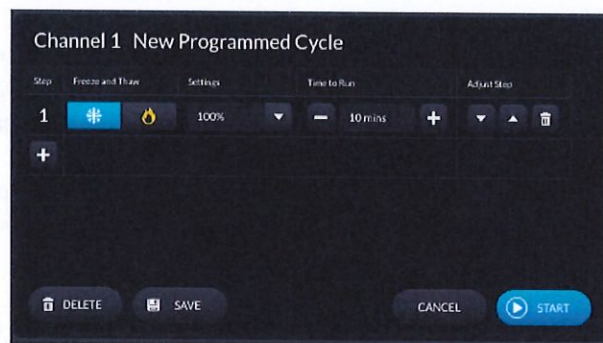 Channel 1 New Programmed Cycle
Step Freeze and Thaw Settings Time to Run Adjust Step
1 100% 10 mins
DELETE SAVE CANCEL START